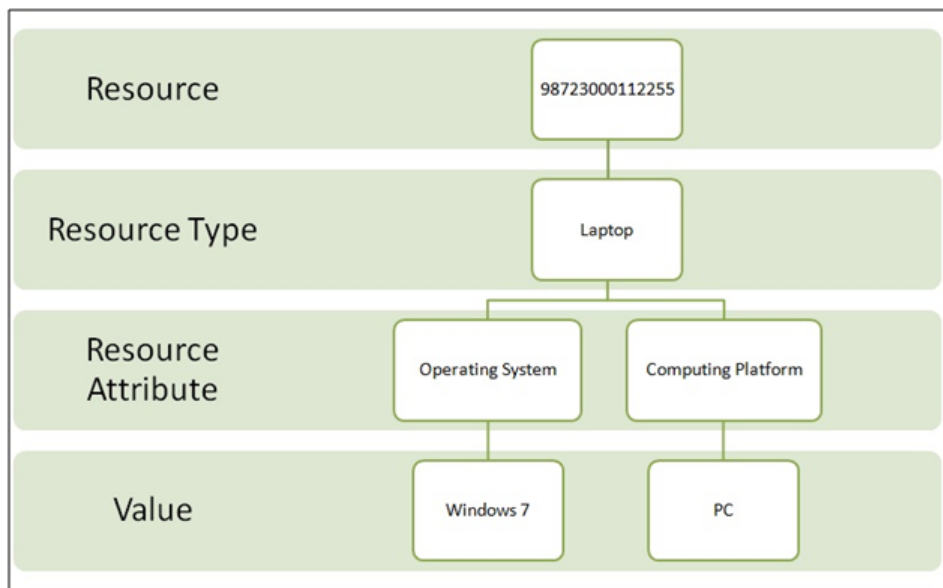 Resource
98723000112255
Resource Type
Laptop
Resource
Attribute
Operating System
Computing Platform
Value
Windows 7
PC